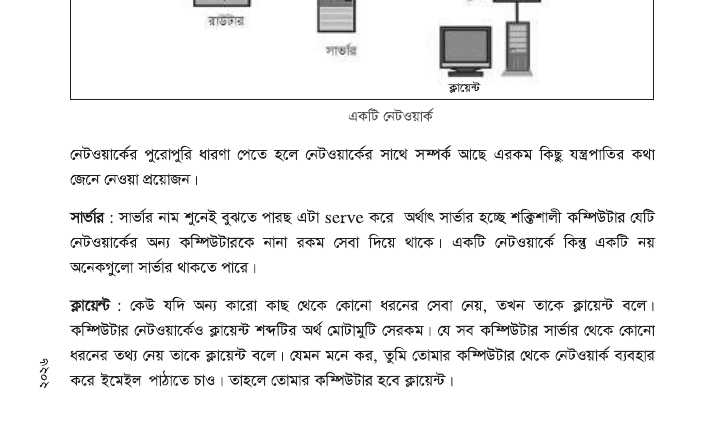 রাউটার
সার্ভার
ক্লায়েন্ট
একটি নেটওয়ার্ক
নেটওয়ার্কের পুরোপুরি ধারণা পেতে হলে নেটওয়ার্কের সাথে সম্পর্ক আছে এরকম কিছু যন্ত্রপাতির কথা
জেনে নেওয়া প্রয়োজন।
সার্ভার : সার্ভার নাম শুনেই বুঝতে পারছ এটা serve করে অর্থাৎ সার্ভার হচ্ছে শক্তিশালী কম্পিউটার যেটি
নেটওয়ার্কের অন্য কম্পিউটারকে নানা রকম সেবা দিয়ে থাকে। একটি নেটওয়ার্কে কিন্তু একটি নয়
অনেকগুলো সার্ভার থাকতে পারে।
ক্লায়েন্ট : কেউ যদি অন্য কারো কাছ থেকে কোনো ধরনের সেবা নেয়, তখন তাকে ক্লায়েন্ট বলে।
কম্পিউটার নেটওয়ার্কেও ক্লায়েন্ট শব্দটির অর্থ মোটামুটি সেরকম। যে সব কম্পিউটার সার্ভার থেকে কোনো
ধরনের তথ্য নেয় তাকে ক্লায়েন্ট বলে। যেমন মনে কর, তুমি তোমার কম্পিউটার থেকে নেটওয়ার্ক ব্যবহার
করে ইমেইল পাঠাতে চাও। তাহলে তোমার কম্পিউটার হবে ক্লায়েন্ট।
২০২৬